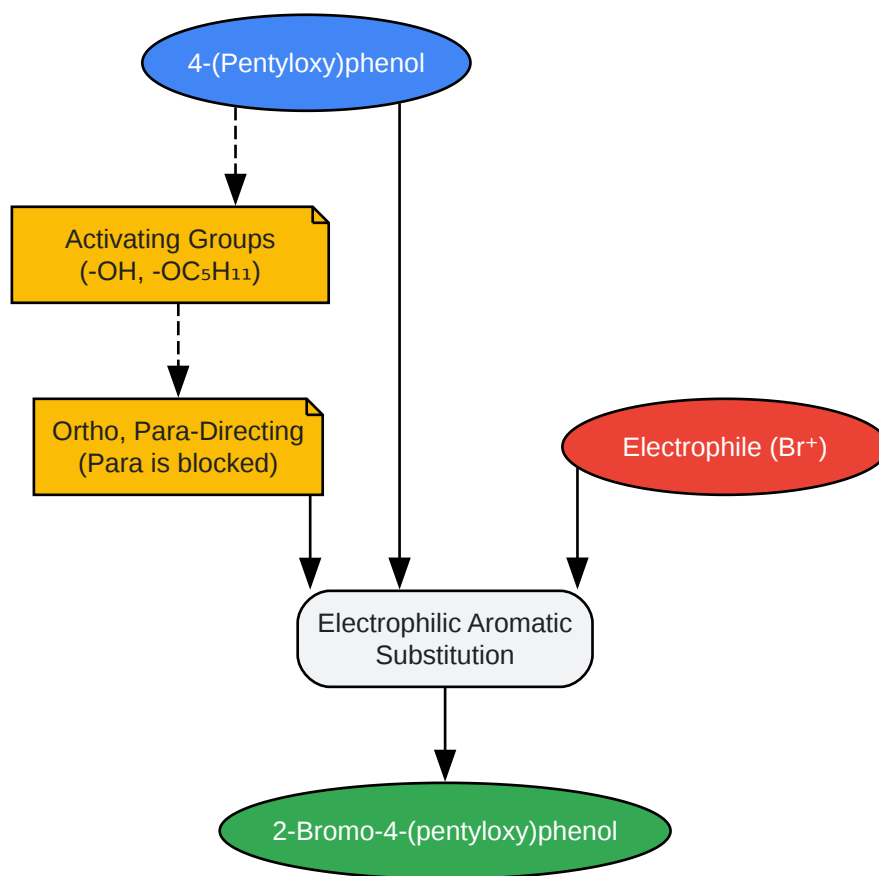 4-(Pentyloxy)phenol
Activating Groups
(-OH, -OC₅H₁₁)
Ortho, Para-Directing
(Para is blocked)
Electrophile (Br⁺)
Electrophilic Aromatic
Substitution
2-Bromo-4-(pentyloxy)phenol